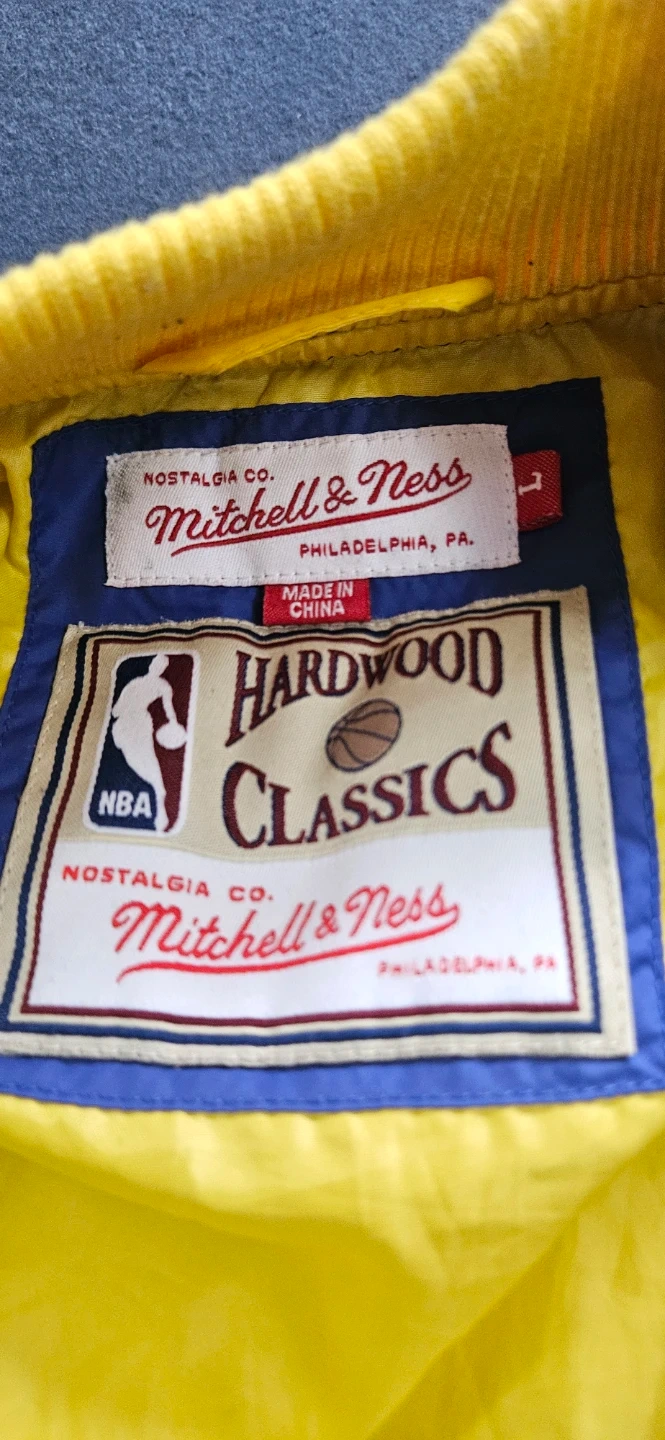 NOSTALGIA CO.
Mitchell & Ness
PHILADELPHIA, PA.
L
MADE IN
CHINA
HARDWOOD
CLASSICS
NBA
NOSTALGIA CO.
Mitchell & Ness
PHILADELPHIA, PA